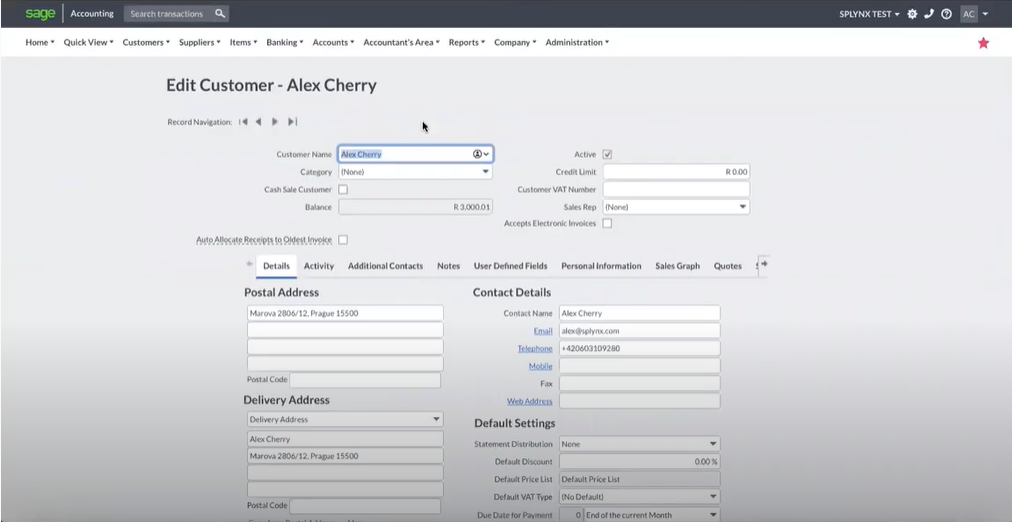 sage Accounting Search transactions SPLYNX TEST AC
Home Quick View Customers Suppliers Items Banking Accounts Accountant's Area Reports Company Administration
Edit Customer - Alex Cherry
Record Navigation:
Customer Name Alex Cherry Active
Category (None) Credit Limit R 0.00
Cash Sale Customer Customer VAT Number
Balance R 3,000.01 Sales Rep (None)
Accepts Electronic Invoices
Auto Allocate Receipts to Oldest Invoice
Details Activity Additional Contacts Notes User Defined Fields Personal Information Sales Graph Quotes
Postal Address Contact Details
Marova 2806/12, Prague 15500 Contact Name Alex Cherry
Email alex@splynx.com
Telephone +420603109280
Mobile
Postal Code Fax
Delivery Address Web Address
Delivery Address Default Settings
Alex Cherry Statement Distribution None
Marova 2806/12, Prague 15500 Default Discount 0.00 %
Default Price List Default Price List
Default VAT Type (No Default)
Postal Code Due Date for Payment 0 End of the current Month